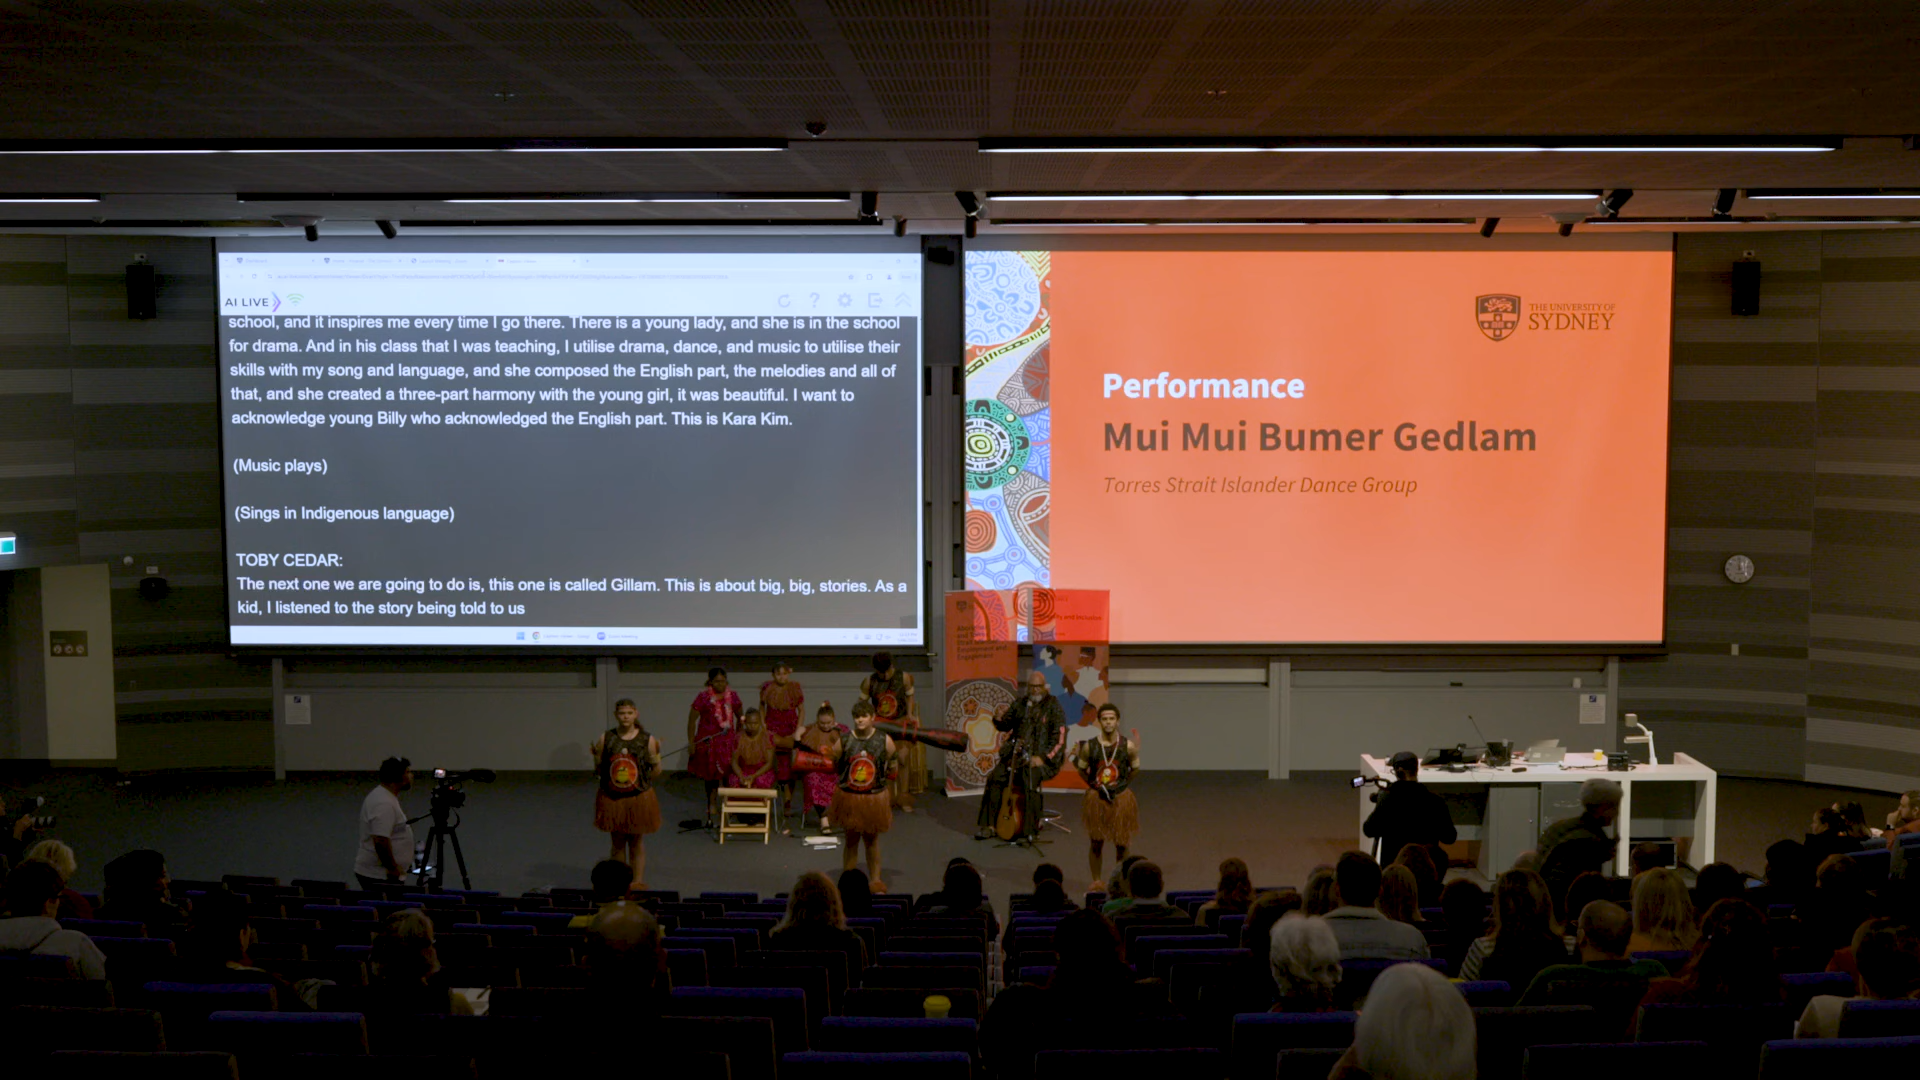 AI LIVE
school, and it inspires me every time I go there. There is a young lady, and she is in the school
for drama. And in his class that I was teaching, I utilise drama, dance, and music to utilise their
skills with my song and language, and she composed the English part, the melodies and all of
that, and she created a three-part harmony with the young girl, it was beautiful. I want to
acknowledge young Billy who acknowledged the English part. This is Kara Kim.
(Music plays)
(Sings in Indigenous language)
TOBY CEDAR:
The next one we are going to do is, this one is called Gillam. This is about big, big, stories. As a
kid, I listened to the story being told to us
THE UNIVERSITY OF
SYDNEY
Performance
Mui Mui Bumer Gedlam
Torres Strait Islander Dance Group